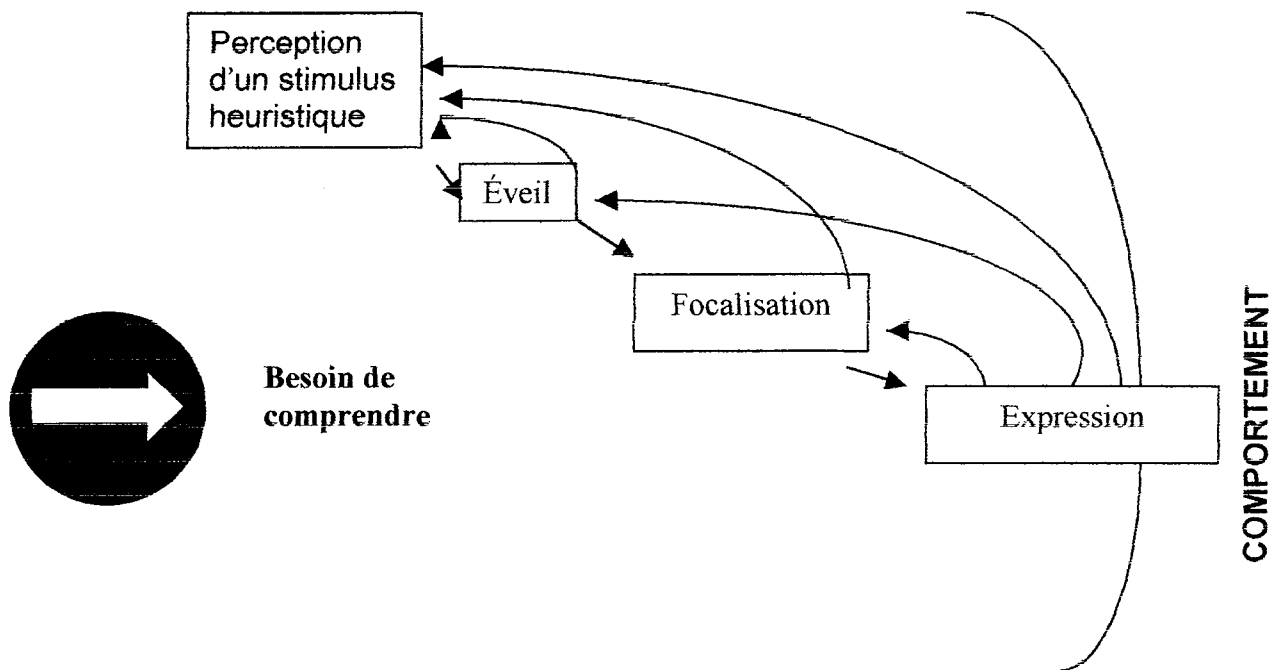 Perception
d'un stimulus
heuristique
Éveil
Focalisation
Besoin de
comprendre
Expression
COMPORTEMENT